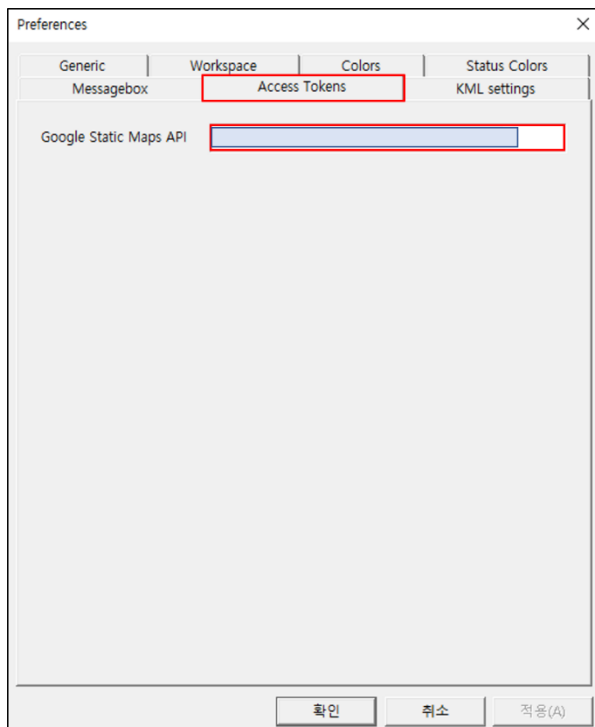 Preferences
Generic Workspace Colors Status Colors
Messagebox Access Tokens KML settings
Google Static Maps API
확인 취소 적용(A)